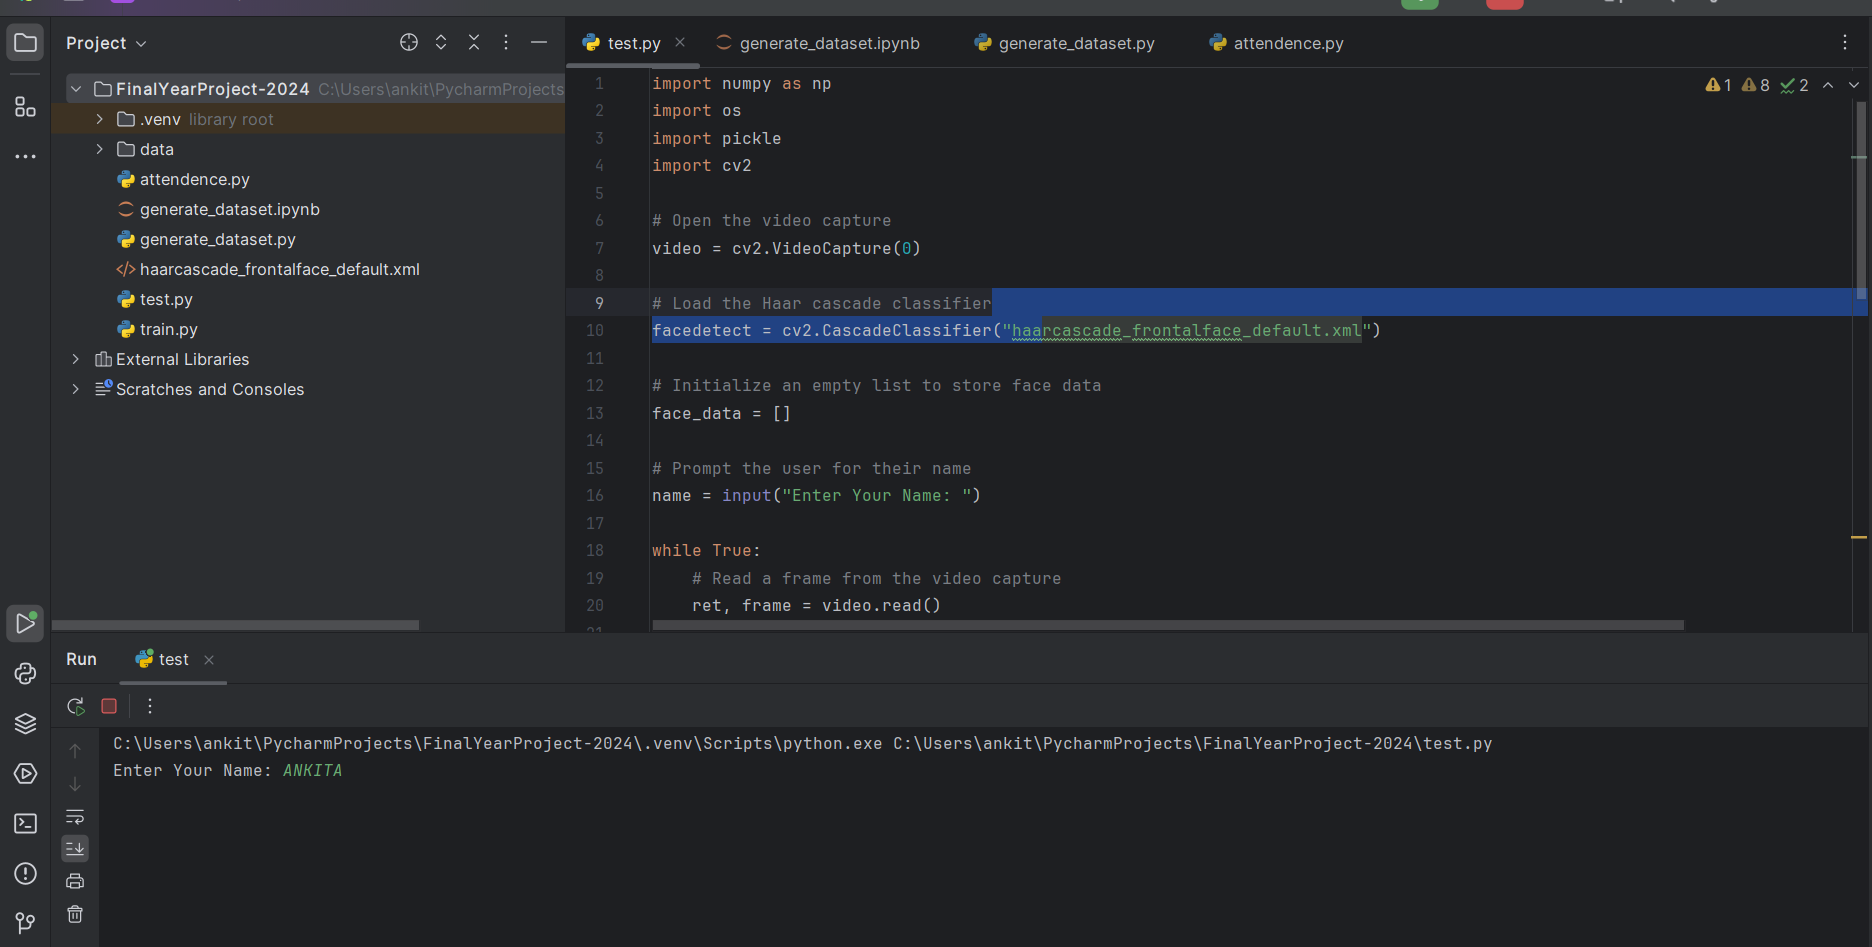 Project
FinalYearProject-2024 C:\Users\ankit\PycharmProjects
.venv library root
data
attendence.py
generate_dataset.ipynb
generate_dataset.py
haarcascade_frontalface_default.xml
test.py
train.py
External Libraries
Scratches and Consoles
test.py generate_dataset.ipynb generate_dataset.py attendence.py
1 8 2
1 import numpy as np
2 import os
3 import pickle
4 import cv2
5
6 # Open the video capture
7 video = cv2.VideoCapture(0)
8
9 # Load the Haar cascade classifier
10 facedetect = cv2.CascadeClassifier("haarcascade_frontalface_default.xml")
11
12 # Initialize an empty list to store face data
13 face_data = []
14
15 # Prompt the user for their name
16 name = input("Enter Your Name: ")
17
18 while True:
19 # Read a frame from the video capture
20 ret, frame = video.read()
21
Run test
C:\Users\ankit\PycharmProjects\FinalYearProject-2024\.venv\Scripts\python.exe C:\Users\ankit\PycharmProjects\FinalYearProject-2024\test.py
Enter Your Name: ANKITA